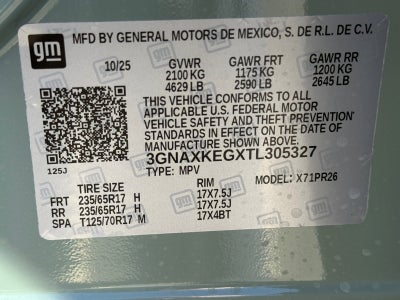 gm
MFD BY GENERAL MOTORS DE MEXICO, S. DE R.L. DE C.V.
10/25 GVWR GAWR FRT GAWR RR
2100 KG 1175 KG 1200 KG
4629 LB 2590 LB 2645 LB
THIS VEHICLE CONFORMS TO ALL
APPLICABLE U.S. FEDERAL MOTOR
VEHICLE SAFETY AND THEFT PREVENTION
STANDARDS IN EFFECT ON THE DATE OF
MANUFACTURE SHOWN ABOVE.
3GNAXKEGXTL305327
125J TYPE: MPV MODEL: X71PR26
RIM
FRT 235/65R17 H 17X7.5J
RR 235/65R17 H 17X7.5J
SPA T125/70R17 M 17X4BT